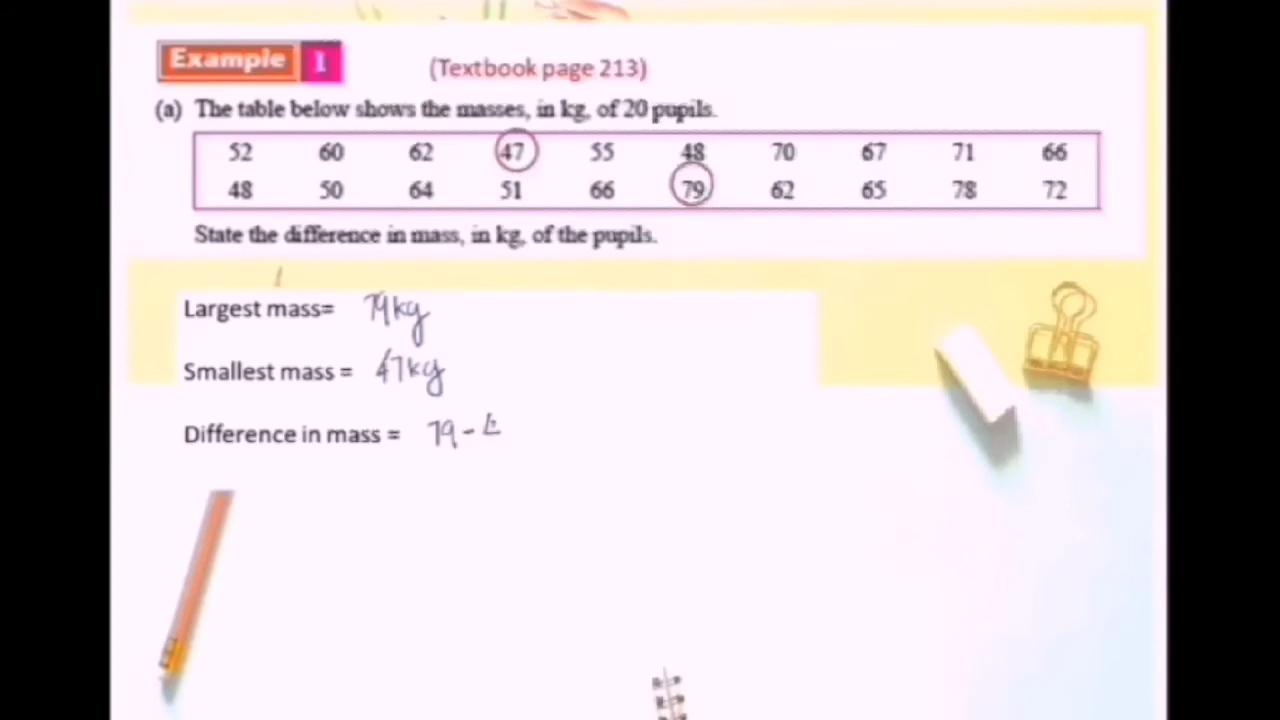 Example 1 (Textbook page 213)
(a) The table below shows the masses, in kg, of 20 pupils.
52 60 62 47 55 48 70 67 71 66
48 50 64 51 66 79 62 65 78 72
State the difference in mass, in kg, of the pupils.
Largest mass= 79kg
Smallest mass = 47kg
Difference in mass = 79-